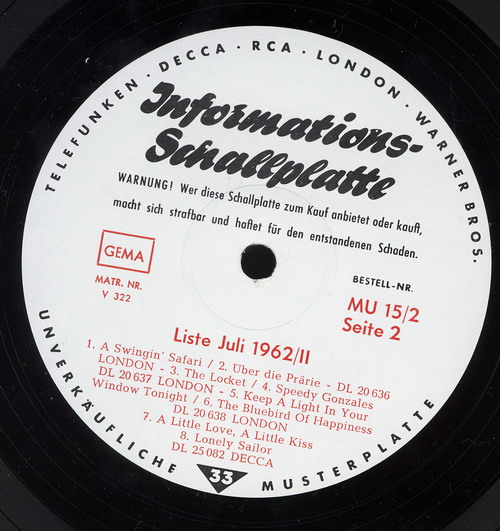 TELEFUNKEN · DECCA · RCA · LONDON · WARNER BROS.
Informations-
Schallplatte
WARNUNG! Wer diese Schallplatte zum Kauf anbietet oder kauft,
macht sich strafbar und haftet für den entstandenen Schaden.
GEMA
MATR. NR.
V 322
BESTELL-NR.
MU 15/2
Seite 2
Liste Juli 1962/II
1. A Swingin' Safari / 2. Über die Prärie - DL 20 636
LONDON - 3. The Locket / 4. Speedy Gonzales
DL 20 637 LONDON - 5. Keep A Light In Your
Window Tonight / 6. The Bluebird Of Happiness
DL 20 638 LONDON
7. A Little Love, A Little Kiss
8. Lonely Sailor
DL 25 082 DECCA
UNVERKÄUFLICHE 33 MUSTERPLATTE